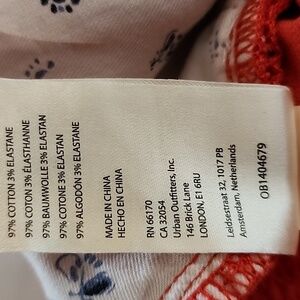 97% COTTON 3% ELASTANE
97% COTON 3% ÉLASTHANNE
97% BAUMWOLLE 3% ELASTAN
97% COTONE 3% ELASTAN
97% ALGODÓN 3% ELASTANE
MADE IN CHINA
HECHO EN CHINA
RN 66170
CA 32054
Urban Outfitters, Inc.
146 Brick Lane
LONDON, E1 6RU
Leidsestraat 32, 1017 PB
Amsterdam, Netherlands
OB1404679